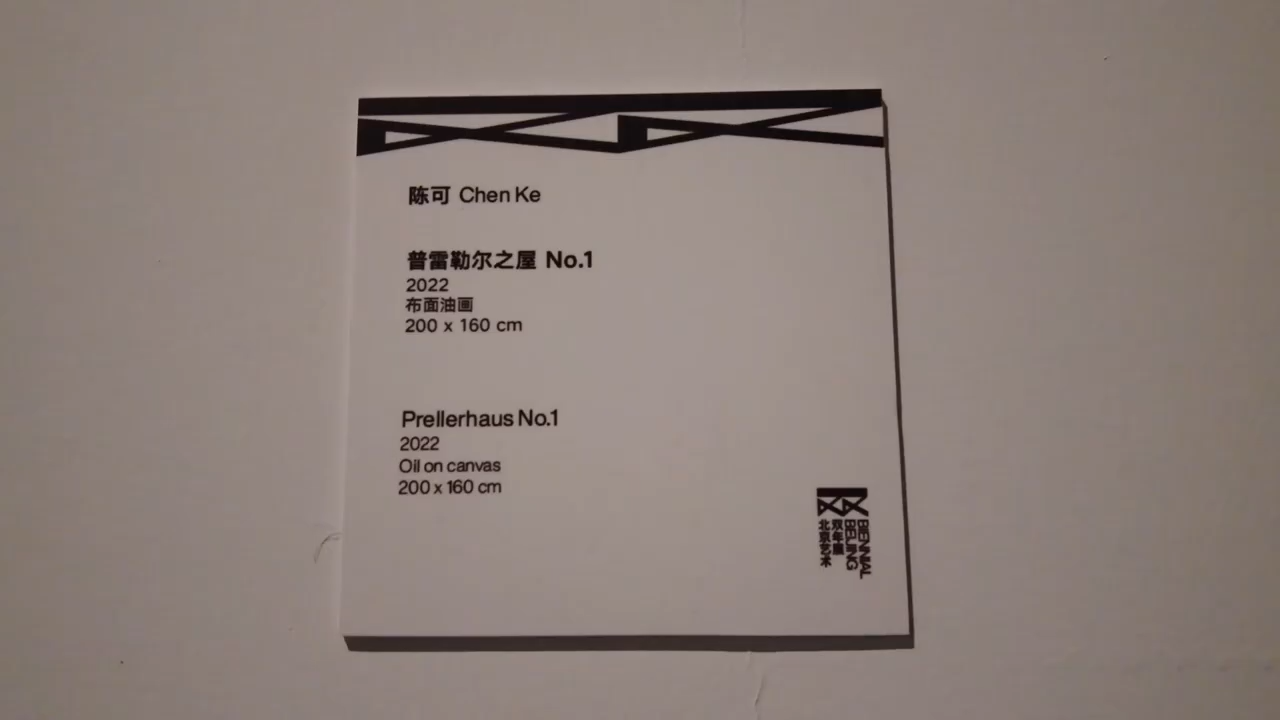 陈可 Chen Ke
普雷勒尔之屋 No.1
2022
布面油画
200 x 160 cm
Prellerhaus No.1
2022
Oil on canvas
200 x 160 cm
北京艺术
双年展
BEIJING
BIENNIAL